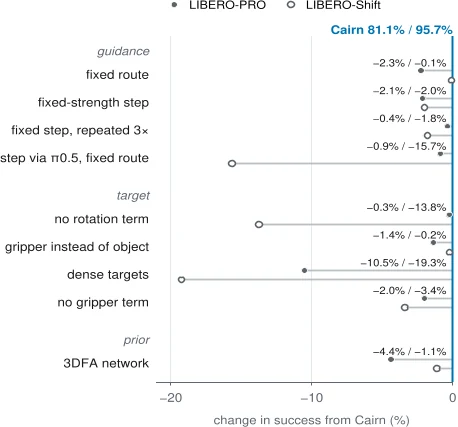 LIBERO-PRO LIBERO-Shift
Cairn 81.1% / 95.7%
guidance
fixed route −2.3% / −0.1%
fixed-strength step −2.1% / −2.0%
fixed step, repeated 3× −0.4% / −1.8%
step via π0.5, fixed route −0.9% / −15.7%
target
no rotation term −0.3% / −13.8%
gripper instead of object −1.4% / −0.2%
dense targets −10.5% / −19.3%
no gripper term −2.0% / −3.4%
prior
3DFA network −4.4% / −1.1%
−20 −10 0
change in success from Cairn (%)